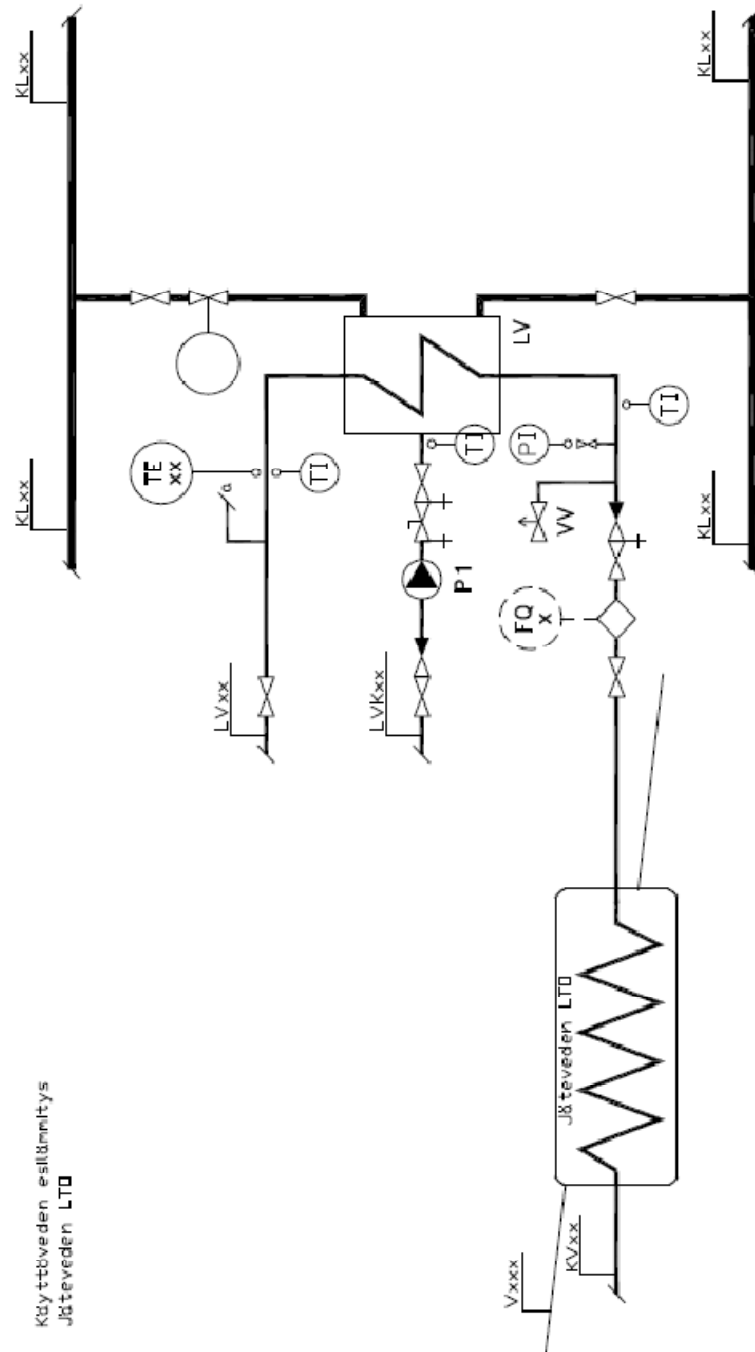 Käyttöveden esilämmitys
Jäteveden LTO
KLxx
KLxx
KLxx
KLxx
TE
xx
TI
a
LV
TI
PI
TI
VV
P1
FQ
x
LVxx
LVKxx
Jäteveden LTO
Vxxx
KVxx